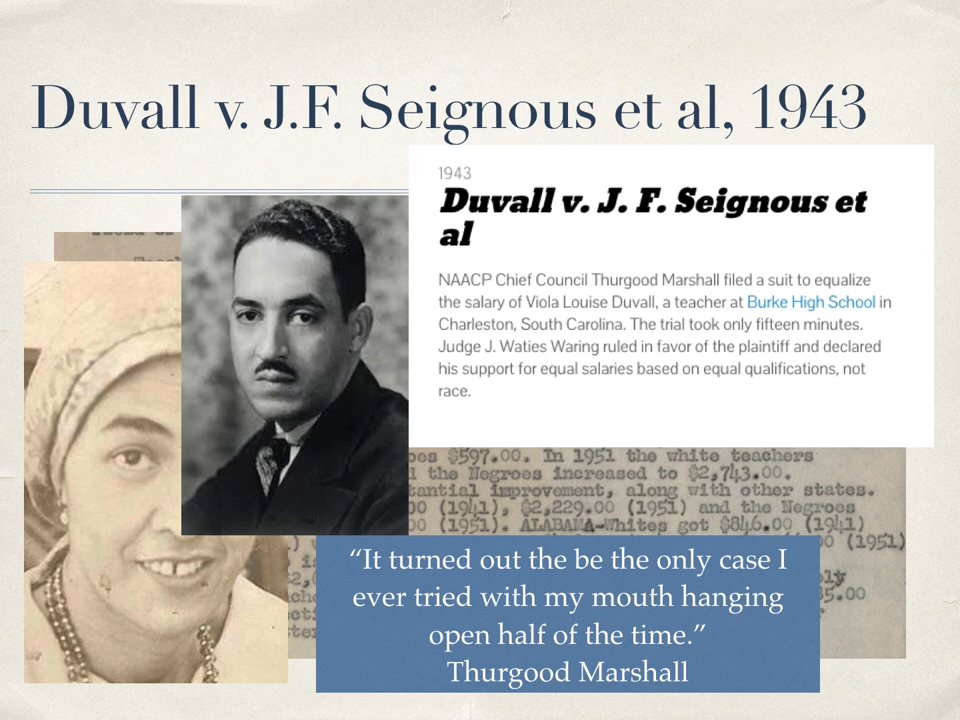 Duvall v. J.F. Seignous et al, 1943
1943
Duvall v. J. F. Seignous et
al
NAACP Chief Council Thurgood Marshall filed a suit to equalize
the salary of Viola Louise Duvall, a teacher at Burke High School in
Charleston, South Carolina. The trial took only fifteen minutes.
Judge J. Waties Waring ruled in favor of the plaintiff and declared
his support for equal salaries based on equal qualifications, not
race.
$597.00. In 1951 the white teachers
the Negroes increased to $2,743.00.
improvement, along with other states.
(1941), $2,229.00 (1951) and the Negroes
(1951). ALABAMA-Whites got $846.00 (1941)
(1951)
“It turned out the be the only case I
ever tried with my mouth hanging
open half of the time.”
Thurgood Marshall